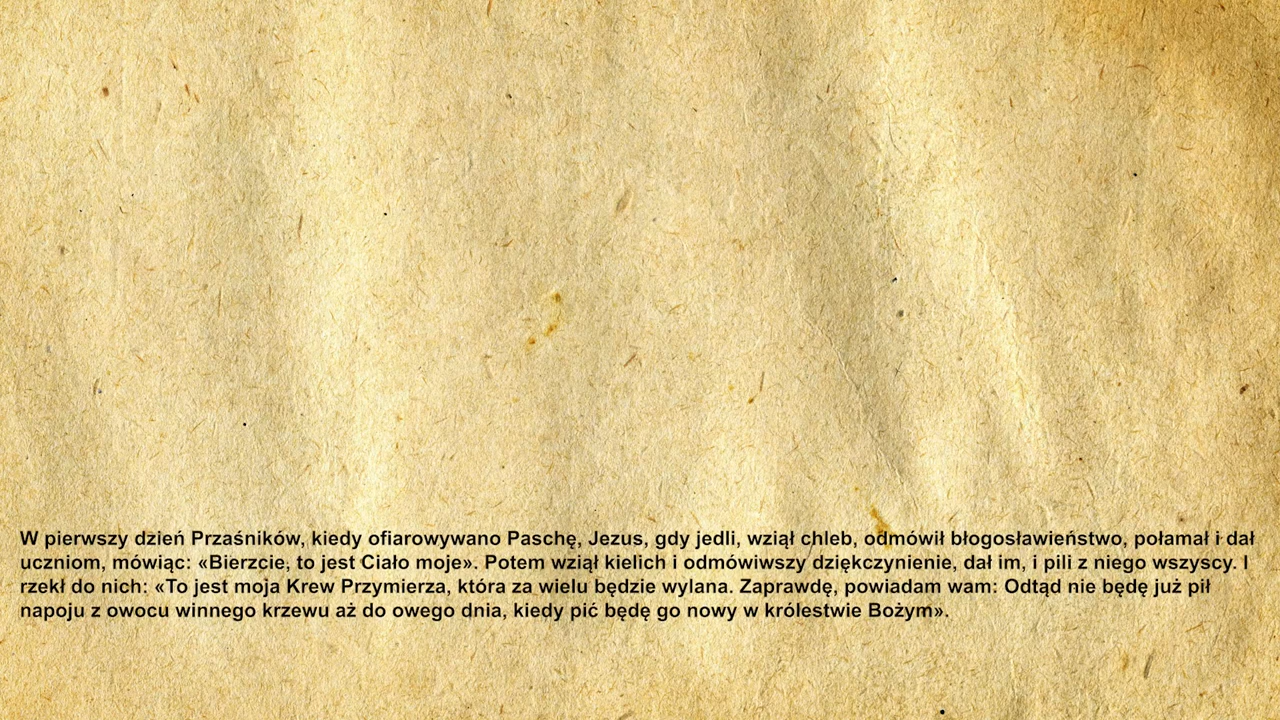 W pierwszy dzień Przaśników, kiedy ofiarowywano Paschę, Jezus, gdy jedli, wziął chleb, odmówił błogosławieństwo, połamał i dał
uczniom, mówiąc: «Bierzcie, to jest Ciało moje». Potem wziął kielich i odmówiwszy dziękczynienie, dał im, i pili z niego wszyscy. I
rzekł do nich: «To jest moja Krew Przymierza, która za wielu będzie wylana. Zaprawdę, powiadam wam: Odtąd nie będę już pił
napoju z owocu winnego krzewu aż do owego dnia, kiedy pić będę go nowy w królestwie Bożym».